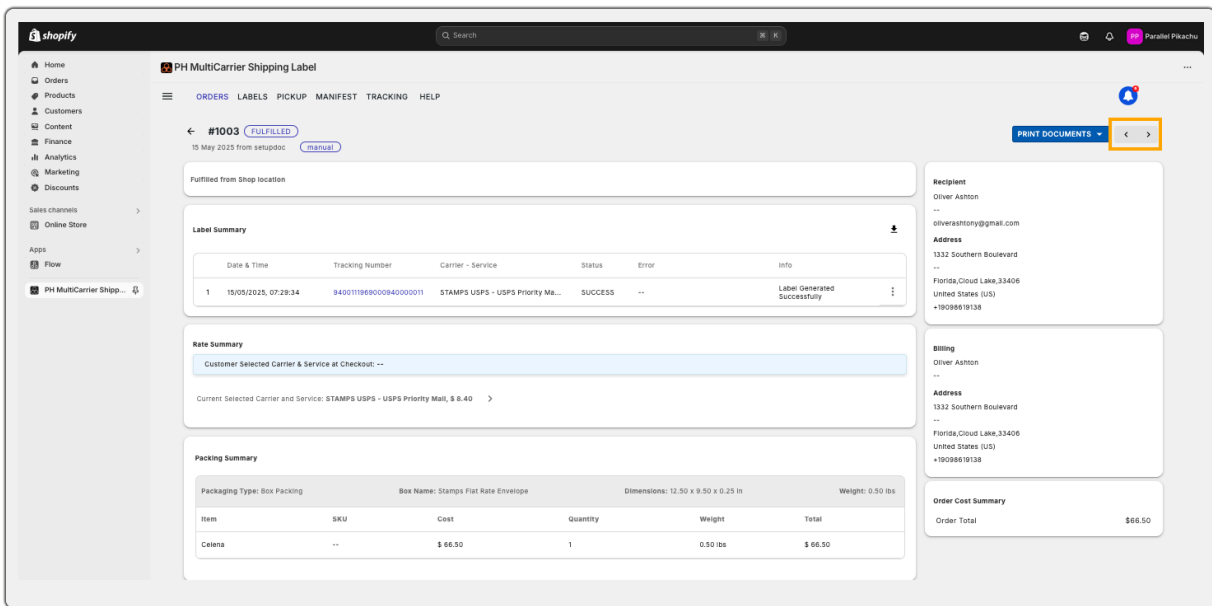 shopify
Search
⌘ K
PP Parallel Pikachu
Home
Orders
Products
Customers
Content
Finance
Analytics
Marketing
Discounts
Sales channels
Online Store
Apps
Flow
PH MultiCarrier Shipp...
PH MultiCarrier Shipping Label
...
ORDERS LABELS PICKUP MANIFEST TRACKING HELP
#1003 FULFILLED
15 May 2025 from setupdoc manual
PRINT DOCUMENTS
Fulfilled from Shop location
Label Summary
Date & Time Tracking Number Carrier - Service Status Error Info
1 15/05/2025, 07:29:34 9400111969000940000011 STAMPS USPS - USPS Priority Ma... SUCCESS -- Label Generated
Successfully
Rate Summary
Customer Selected Carrier & Service at Checkout: --
Current Selected Carrier and Service: STAMPS USPS - USPS Priority Mail, $ 8.40
Packing Summary
Packaging Type: Box Packing Box Name: Stamps Flat Rate Envelope Dimensions: 12.50 x 9.50 x 0.25 in Weight: 0.50 lbs
Item SKU Cost Quantity Weight Total
Celena -- $ 66.50 1 0.50 lbs $ 66.50
Recipient
Oliver Ashton
--
oliverashtony@gmail.com
Address
1332 Southern Boulevard
--
Florida,Cloud Lake,33406
United States (US)
+19098619138
Billing
Oliver Ashton
--
Address
1332 Southern Boulevard
--
Florida,Cloud Lake,33406
United States (US)
+19098619138
Order Cost Summary
Order Total $66.50